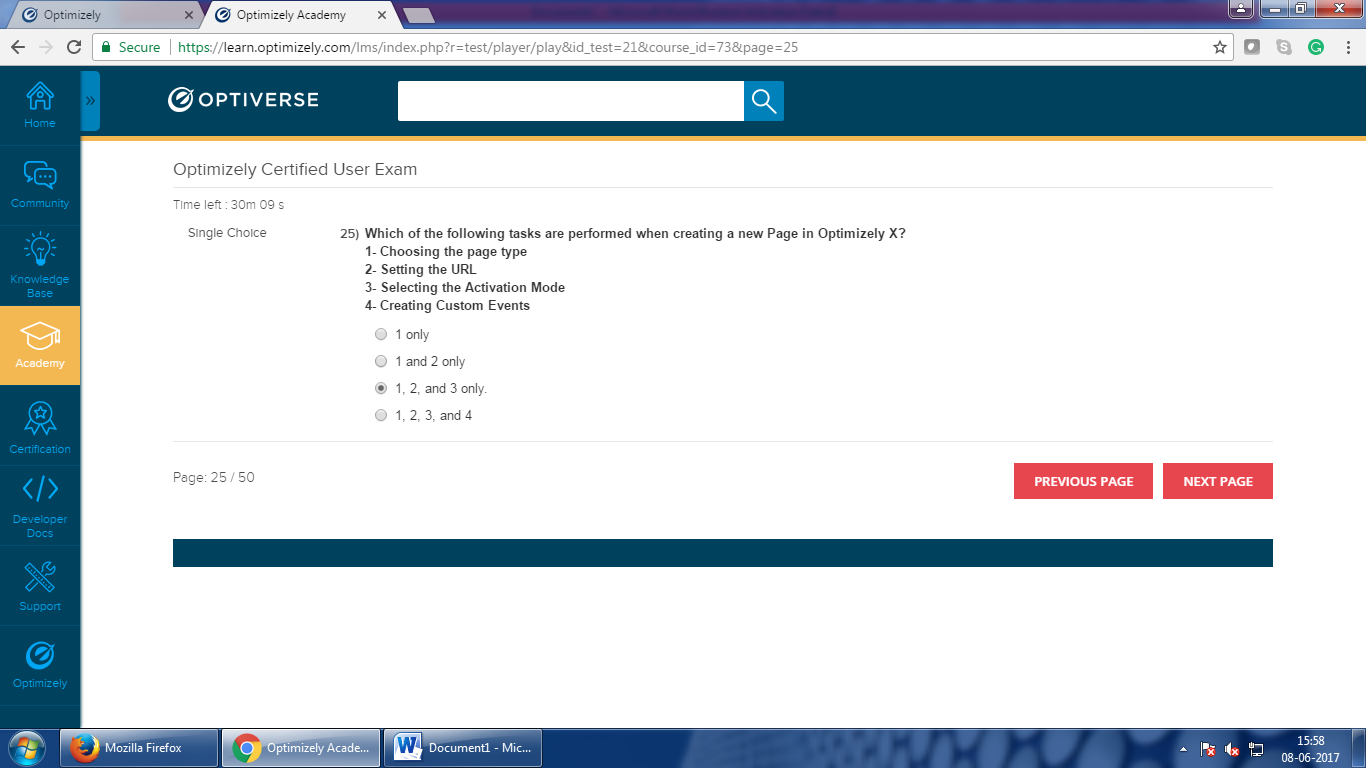 Optimizely
Optimizely Academy
Secure
https://learn.optimizely.com/lms/index.php?r=test/player/play&id_test=21&course_id=73&page=25
Home
Community
Knowledge
Base
Academy
Certification
Developer
Docs
Support
Optimizely
»
OPTIVERSE
Optimizely Certified User Exam
Time left : 30m 09 s
Single Choice
25) Which of the following tasks are performed when creating a new Page in Optimizely X?
1- Choosing the page type
2- Setting the URL
3- Selecting the Activation Mode
4- Creating Custom Events
1 only
1 and 2 only
1, 2, and 3 only.
1, 2, 3, and 4
Page: 25 / 50
PREVIOUS PAGE
NEXT PAGE
Mozilla Firefox
Optimizely Acade...
Document1 - Mic...
15:58
08-06-2017